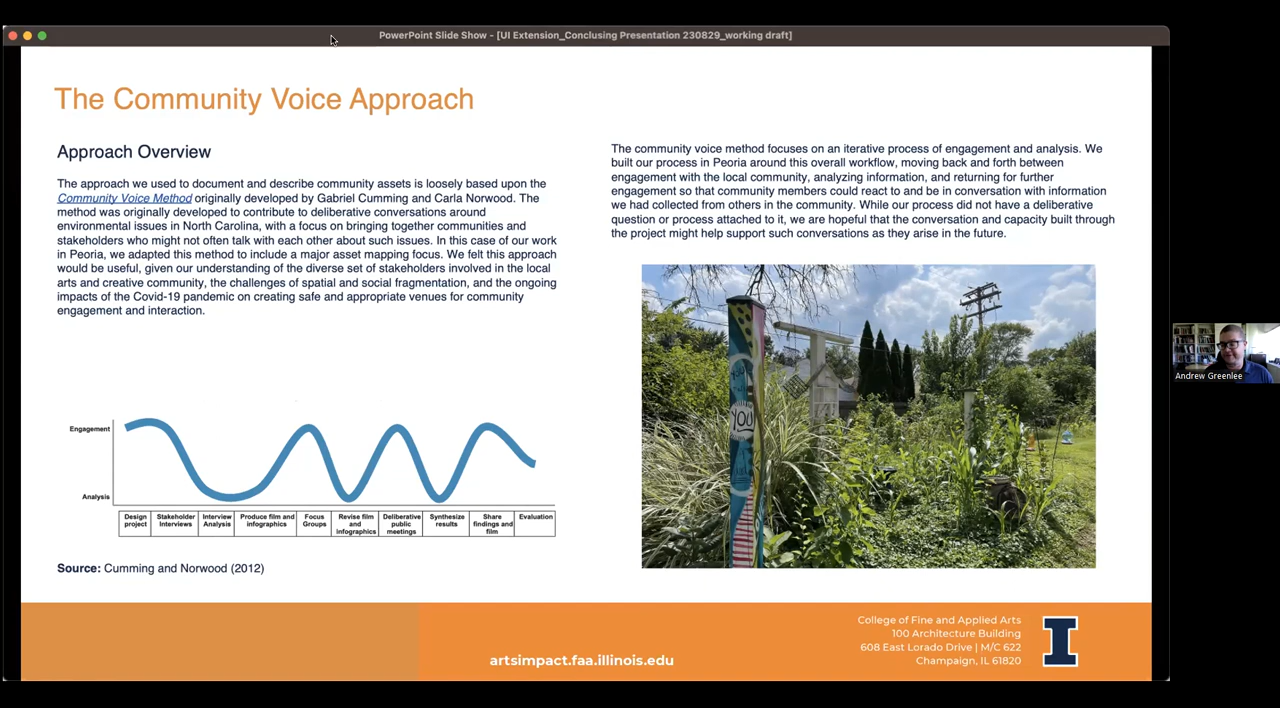 PowerPoint Slide Show - [UI Extension_Conclusing Presentation 230829_working draft]
The Community Voice Approach
Approach Overview
The approach we used to document and describe community assets is loosely based upon the
Community Voice Method originally developed by Gabriel Cumming and Carla Norwood. The
method was originally developed to contribute to deliberative conversations around
environmental issues in North Carolina, with a focus on bringing together communities and
stakeholders who might not often talk with each other about such issues. In this case of our work
in Peoria, we adapted this method to include a major asset mapping focus. We felt this approach
would be useful, given our understanding of the diverse set of stakeholders involved in the local
arts and creative community, the challenges of spatial and social fragmentation, and the ongoing
impacts of the Covid-19 pandemic on creating safe and appropriate venues for community
engagement and interaction.
Engagement
Analysis
Design
project
Stakeholder
Interviews
Interview
Analysis
Produce film and
infographics
Focus
Groups
Revise film
and
infographics
Deliberative
public
meetings
Synthesize
results
Share
findings and
film
Evaluation
Source: Cumming and Norwood (2012)
The community voice method focuses on an iterative process of engagement and analysis. We
built our process in Peoria around this overall workflow, moving back and forth between
engagement with the local community, analyzing information, and returning for further
engagement so that community members could react to and be in conversation with information
we had collected from others in the community. While our process did not have a deliberative
question or process attached to it, we are hopeful that the conversation and capacity built through
the project might help support such conversations as they arise in the future.
YOU
artsimpact.faa.illinois.edu
College of Fine and Applied Arts
100 Architecture Building
608 East Lorado Drive | M/C 622
Champaign, IL 61820
I
Andrew Greenlee